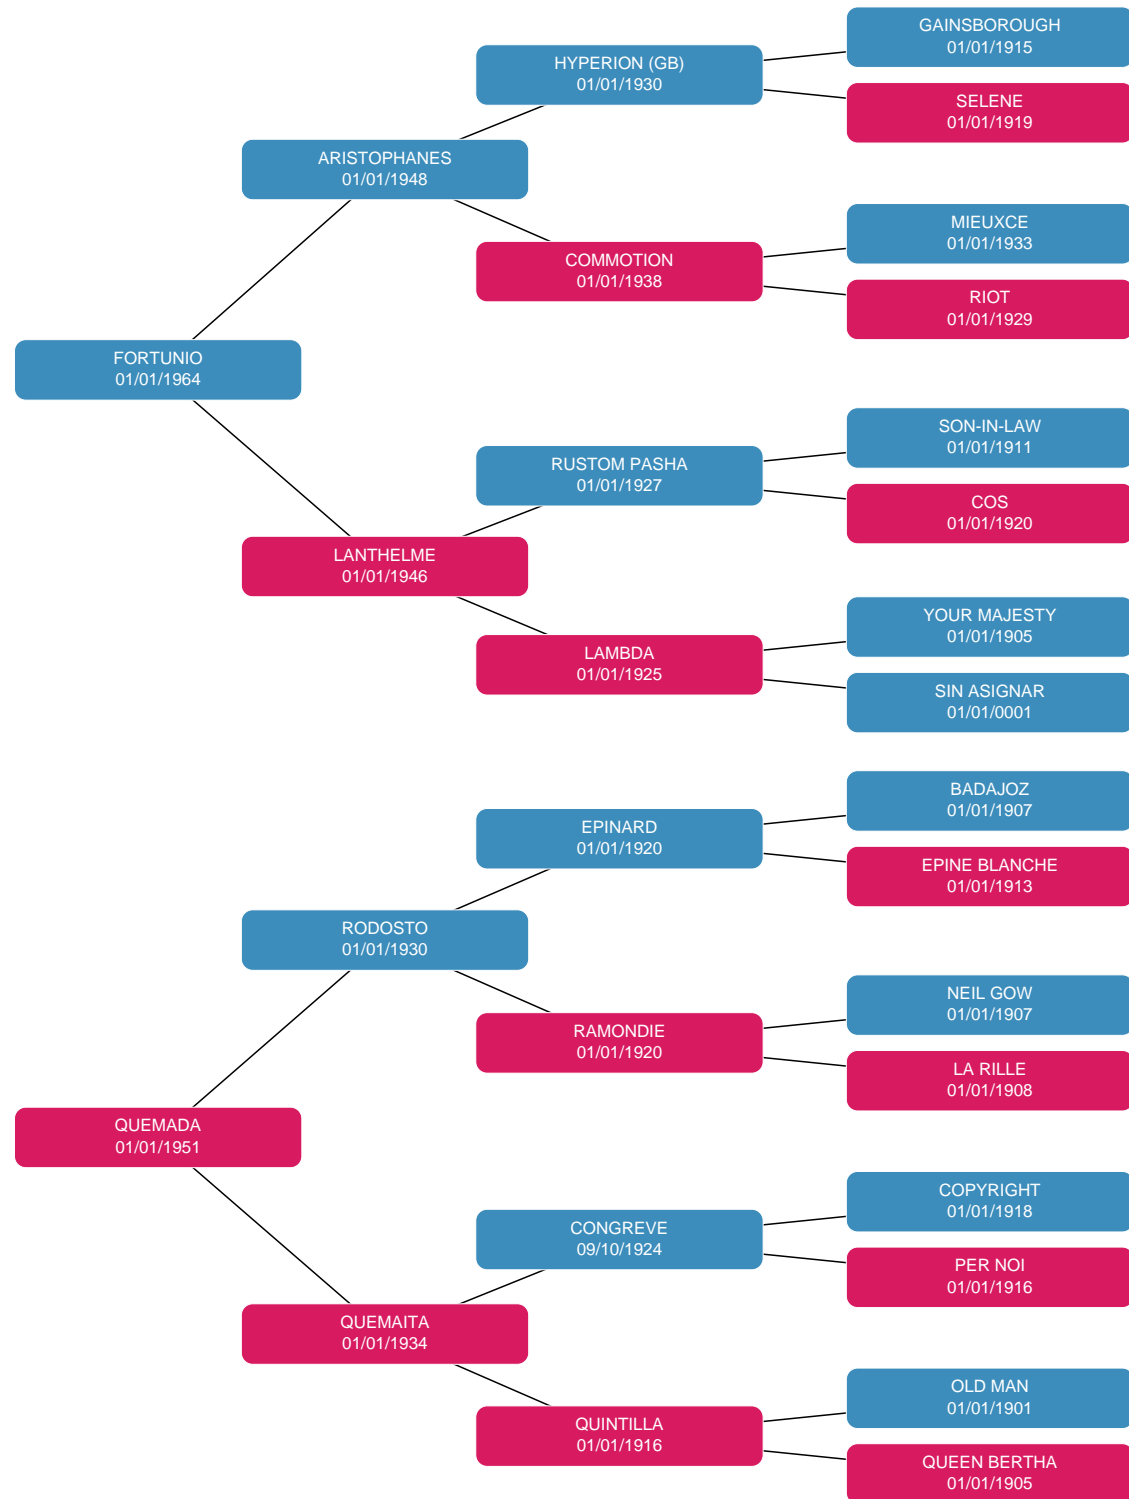 GAINSBOROUGH
01/01/1915
HYPERION (GB)
01/01/1930
SELENE
01/01/1919
ARISTOPHANES
01/01/1948
MIEUXCE
01/01/1933
COMMOTION
01/01/1938
RIOT
01/01/1929
FORTUNIO
01/01/1964
SON-IN-LAW
01/01/1911
RUSTOM PASHA
01/01/1927
COS
01/01/1920
LANTHELME
01/01/1946
YOUR MAJESTY
01/01/1905
LAMBDA
01/01/1925
SIN ASIGNAR
01/01/0001
BADAJOZ
01/01/1907
EPINARD
01/01/1920
EPINE BLANCHE
01/01/1913
RODOSTO
01/01/1930
NEIL GOW
01/01/1907
RAMONDIE
01/01/1920
LA RILLE
01/01/1908
QUEMADA
01/01/1951
COPYRIGHT
01/01/1918
CONGREVE
09/10/1924
PER NOI
01/01/1916
QUEMAITA
01/01/1934
OLD MAN
01/01/1901
QUINTILLA
01/01/1916
QUEEN BERTHA
01/01/1905